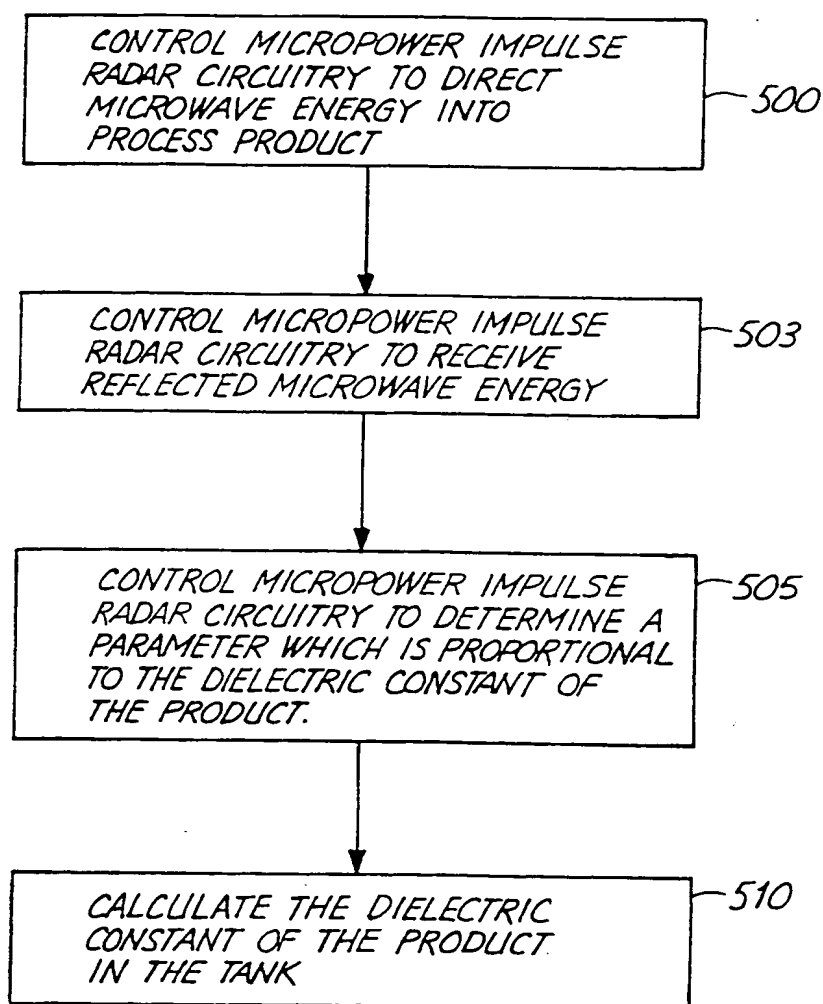 CONTROL MICROPOWER IMPULSE
RADAR CIRCUITRY TO DIRECT
MICROWAVE ENERGY INTO
PROCESS PRODUCT
500
CONTROL MICROPOWER IMPULSE
RADAR CIRCUITRY TO RECEIVE
REFLECTED MICROWAVE ENERGY
503
CONTROL MICROPOWER IMPULSE
RADAR CIRCUITRY TO DETERMINE A
PARAMETER WHICH IS PROPORTIONAL
TO THE DIELECTRIC CONSTANT OF
THE PRODUCT.
505
CALCULATE THE DIELECTRIC
CONSTANT OF THE PRODUCT
IN THE TANK
510